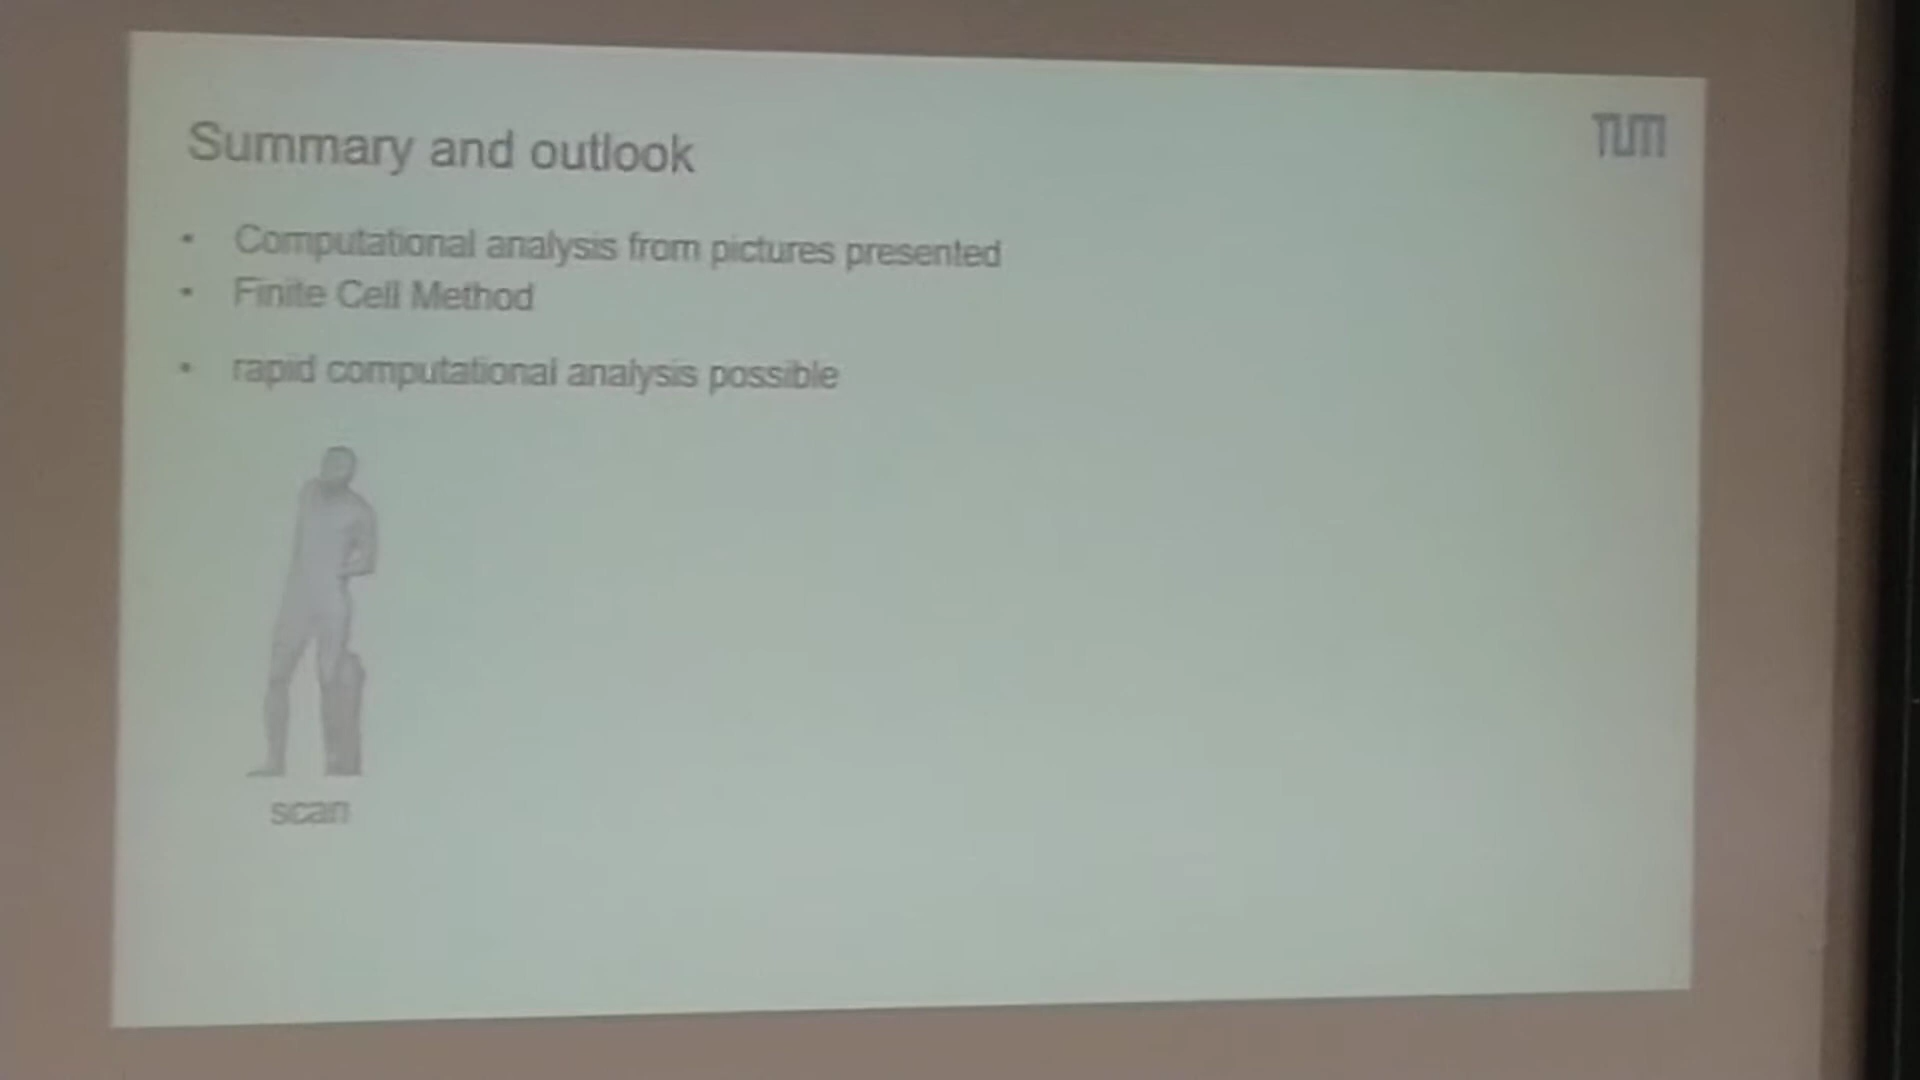 Summary and outlook
TUM
• Computational analysis from pictures presented
• Finite Cell Method
• rapid computational analysis possible
scan